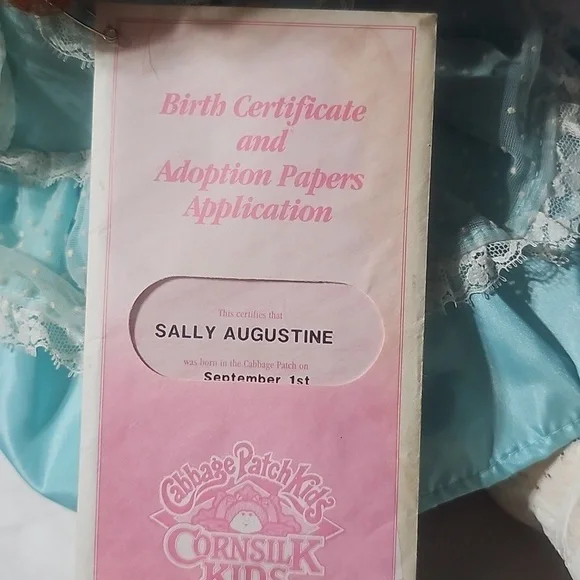 Birth Certificate
and
Adoption Papers
Application
This certifies that
SALLY AUGUSTINE
was born in the Cabbage Patch on
September 1st
Cabbage Patch Kids
CORNSILK
KIDS